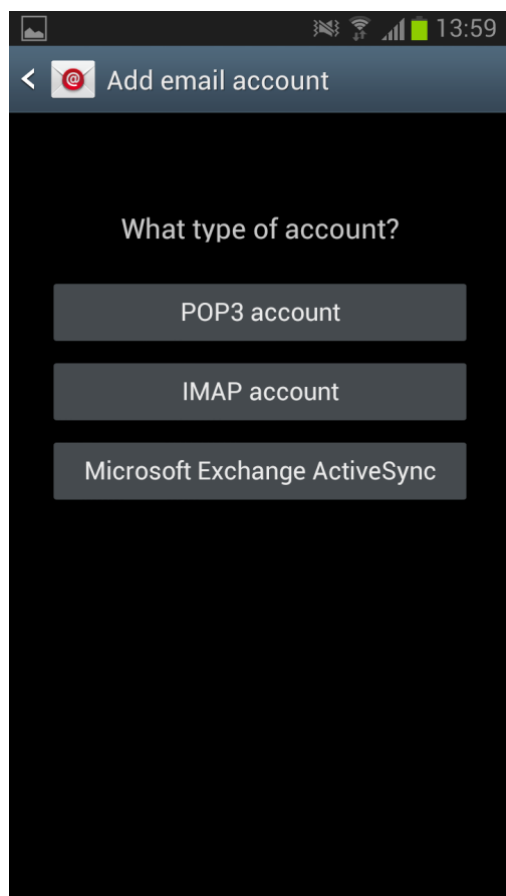 13:59
Add email account
What type of account?
POP3 account
IMAP account
Microsoft Exchange ActiveSync